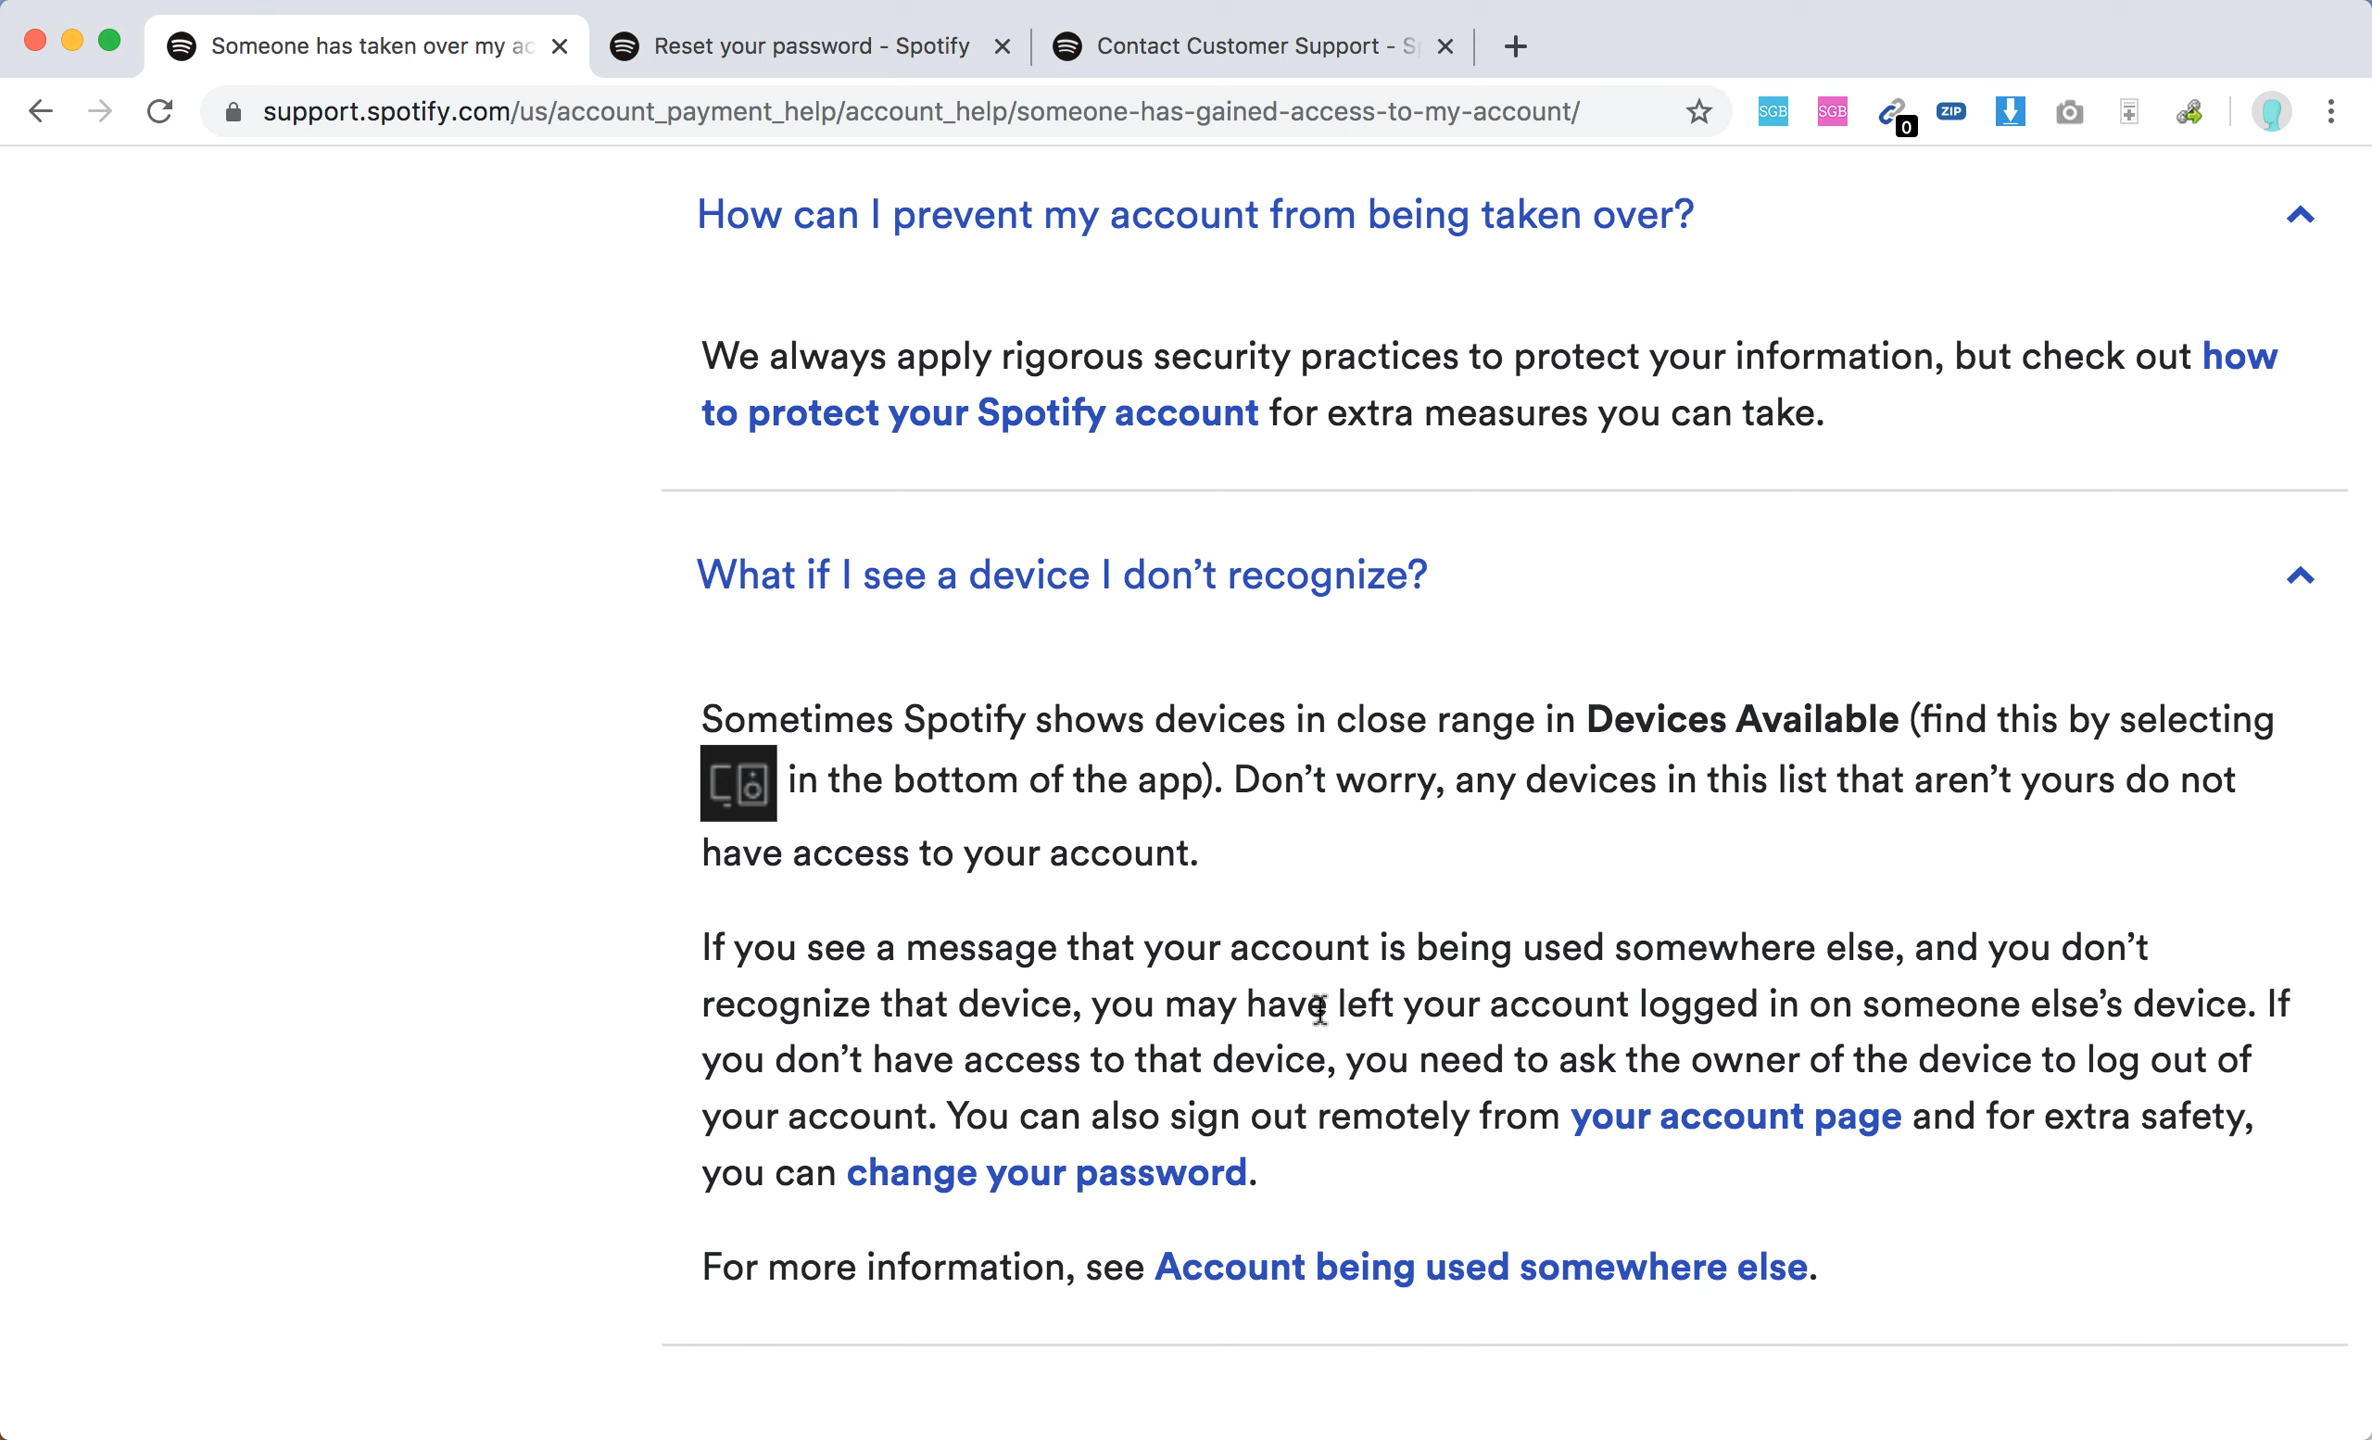 Someone has taken over my ac
Reset your password - Spotify
Contact Customer Support - S
support.spotify.com/us/account_payment_help/account_help/someone-has-gained-access-to-my-account/
SGB
SGB
0
ZIP
How can I prevent my account from being taken over?
We always apply rigorous security practices to protect your information, but check out how
to protect your Spotify account for extra measures you can take.
What if I see a device I don’t recognize?
Sometimes Spotify shows devices in close range in Devices Available (find this by selecting
in the bottom of the app). Don’t worry, any devices in this list that aren’t yours do not
have access to your account.
If you see a message that your account is being used somewhere else, and you don’t
recognize that device, you may have left your account logged in on someone else’s device. If
you don’t have access to that device, you need to ask the owner of the device to log out of
your account. You can also sign out remotely from your account page and for extra safety,
you can change your password.
For more information, see Account being used somewhere else.